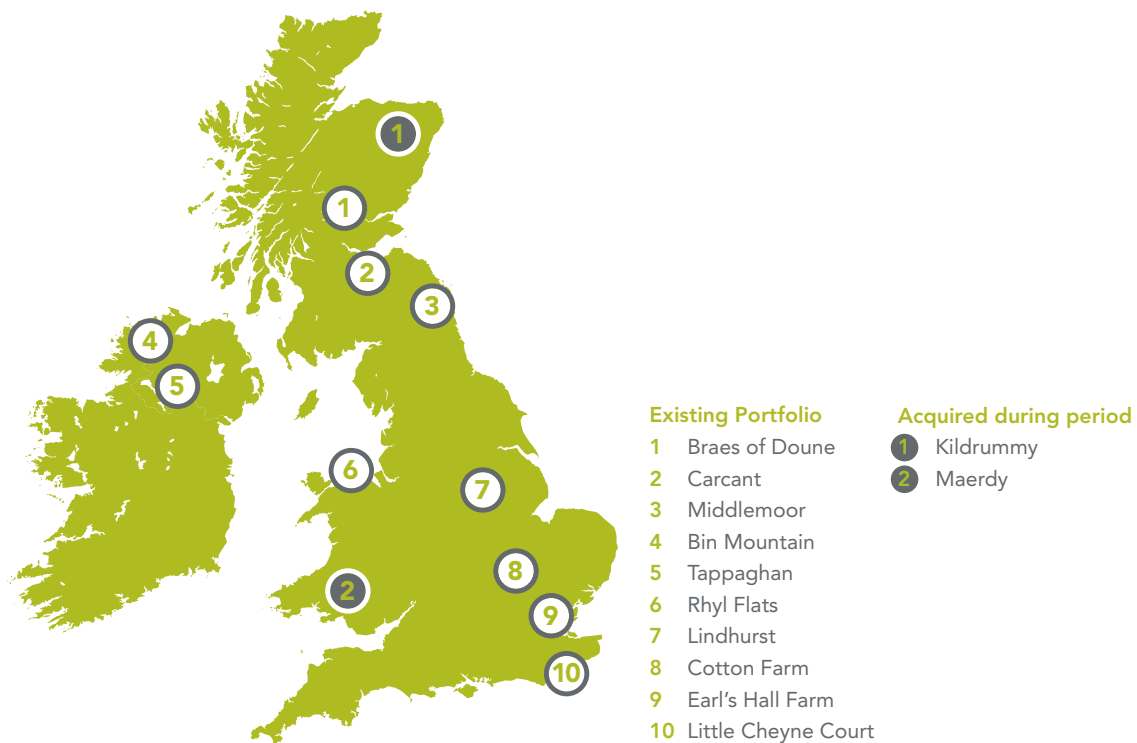 1
1
2
3
4
5
6
7
2
8
9
10
Existing Portfolio
1 Braes of Doune
2 Carcant
3 Middlemoor
4 Bin Mountain
5 Tappaghan
6 Rhyl Flats
7 Lindhurst
8 Cotton Farm
9 Earl's Hall Farm
10 Little Cheyne Court
Acquired during period
1 Kildrummy
2 Maerdy